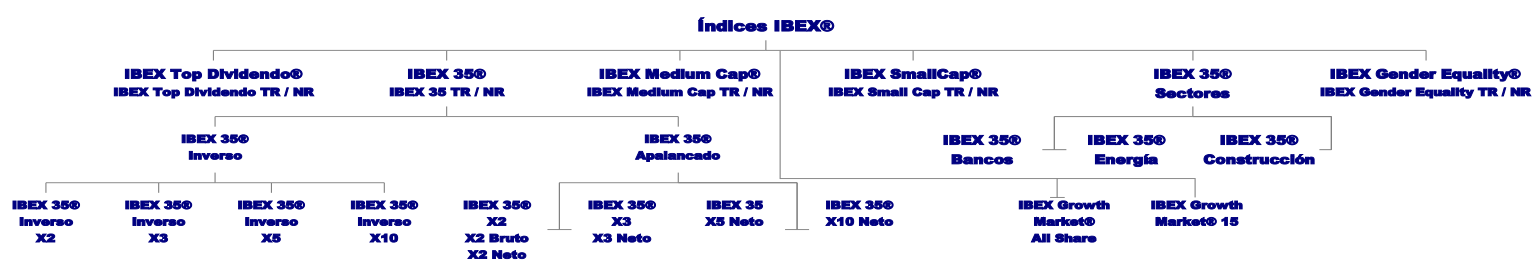 Índices IBEX®
IBEX Top Dividendo®
IBEX Top Dividendo TR / NR
IBEX 35®
IBEX 35 TR / NR
IBEX Medium Cap®
IBEX Medium Cap TR / NR
IBEX SmallCap®
IBEX Small Cap TR / NR
IBEX 35®
Sectores
IBEX Gender Equality®
IBEX Gender Equality TR / NR
IBEX 35®
Inverso
IBEX 35®
Apalancado
IBEX 35®
Bancos
IBEX 35®
Energía
IBEX 35®
Construcción
IBEX 35®
Inverso
X2
IBEX 35®
Inverso
X3
IBEX 35®
Inverso
X5
IBEX 35®
Inverso
X10
IBEX 35®
X2
X2 Bruto
X2 Neto
IBEX 35®
X3
X3 Neto
IBEX 35
X5 Neto
IBEX 35®
X10 Neto
IBEX Growth
Market®
All Share
IBEX Growth
Market® 15